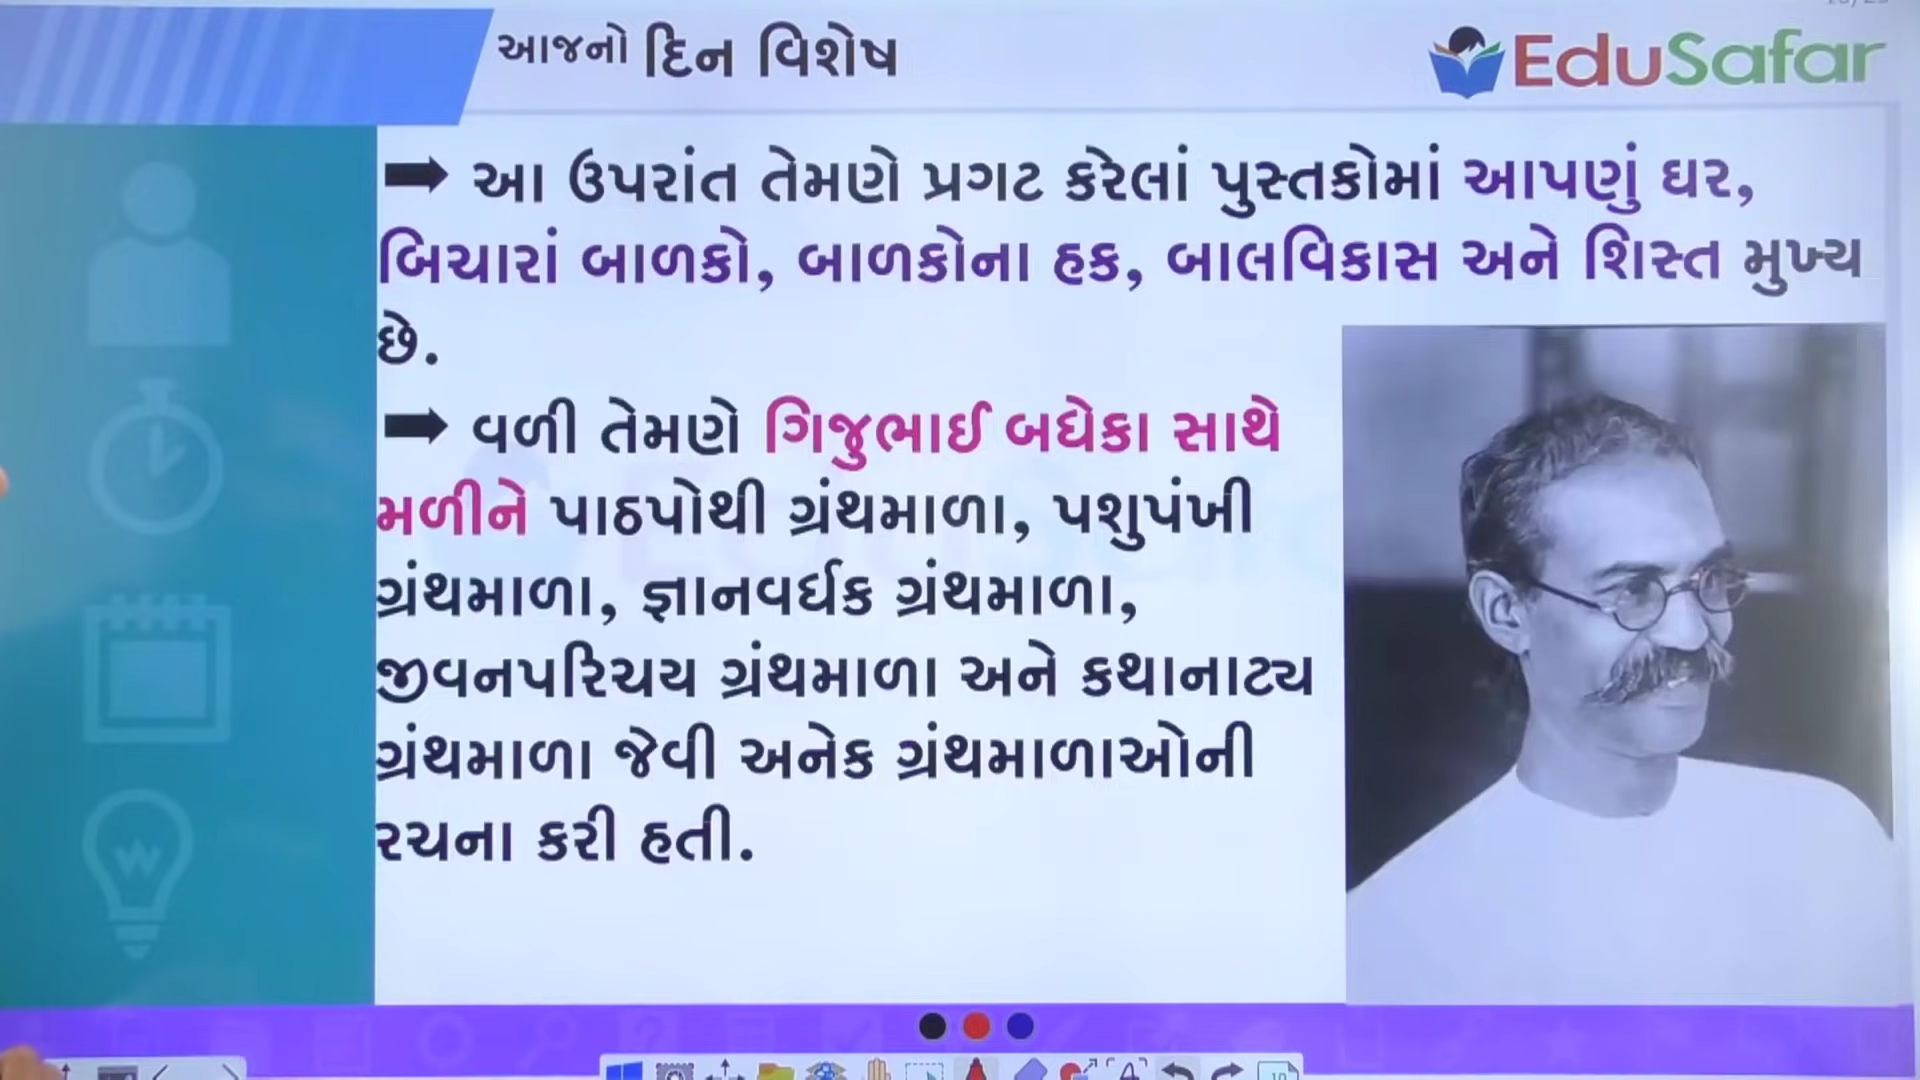 આજનો દિન વિશેષ
EduSafar
➡ આ ઉપરાંત તેમણે પ્રગટ કરેલાં પુસ્તકોમાં આપણું ઘર,
બિચારાં બાળકો, બાળકોના હક, બાલવિકાસ અને શિસ્ત મુખ્ય
છે.
➡ વળી તેમણે ગિજુભાઈ બધેકા સાથે
મળીને પાઠપોથી ગ્રંથમાળા, પશુપંખી
ગ્રંથમાળા, જ્ઞાનવર્ધક ગ્રંથમાળા,
જીવનપરિચય ગ્રંથમાળા અને કથાનાટ્ય
ગ્રંથમાળા જેવી અનેક ગ્રંથમાળાઓની
રચના કરી હતી.